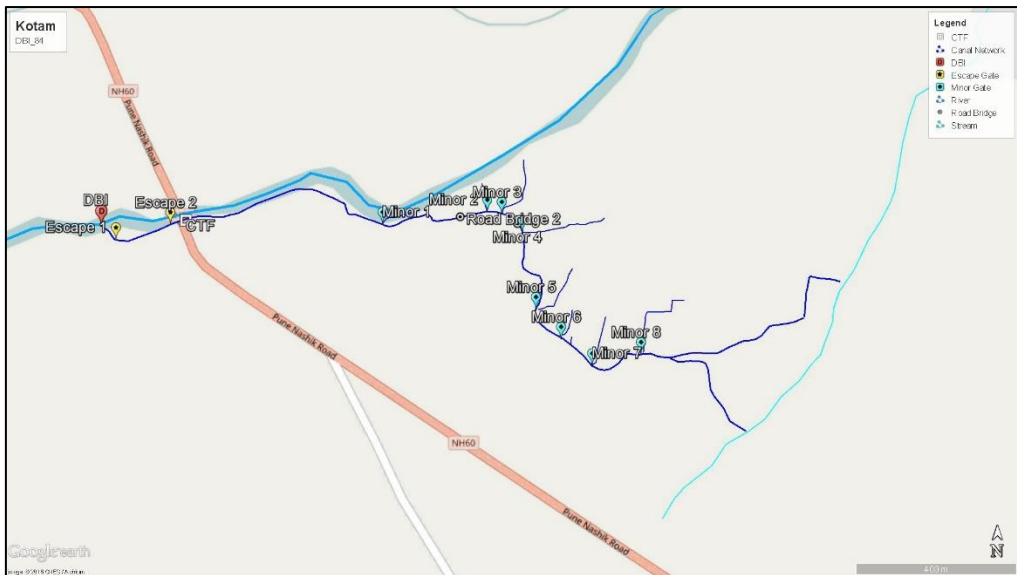 Kotam
DBI_84
Legend
CTF
Canal Network
DBI
Escape Gate
Minor Gate
River
Road Bridge
Stream
NH60
Pune Nashik Road
DBI
Escape 2
Escape 1
CTF
Minor 1
Minor 2
Minor 3
Road Bridge 2
Minor 4
Minor 5
Minor 6
Minor 7
Minor 8
Pune Nashik Road
NH60
Pune Nashik Road
Google earth
400 m
N